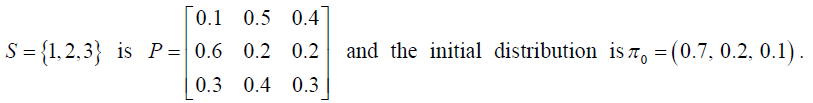 S = {1,2,3} is P = [0.1 0.5 0.4
0.6 0.2 0.2
0.3 0.4 0.3] and the initial distribution is π₀ = (0.7, 0.2, 0.1).